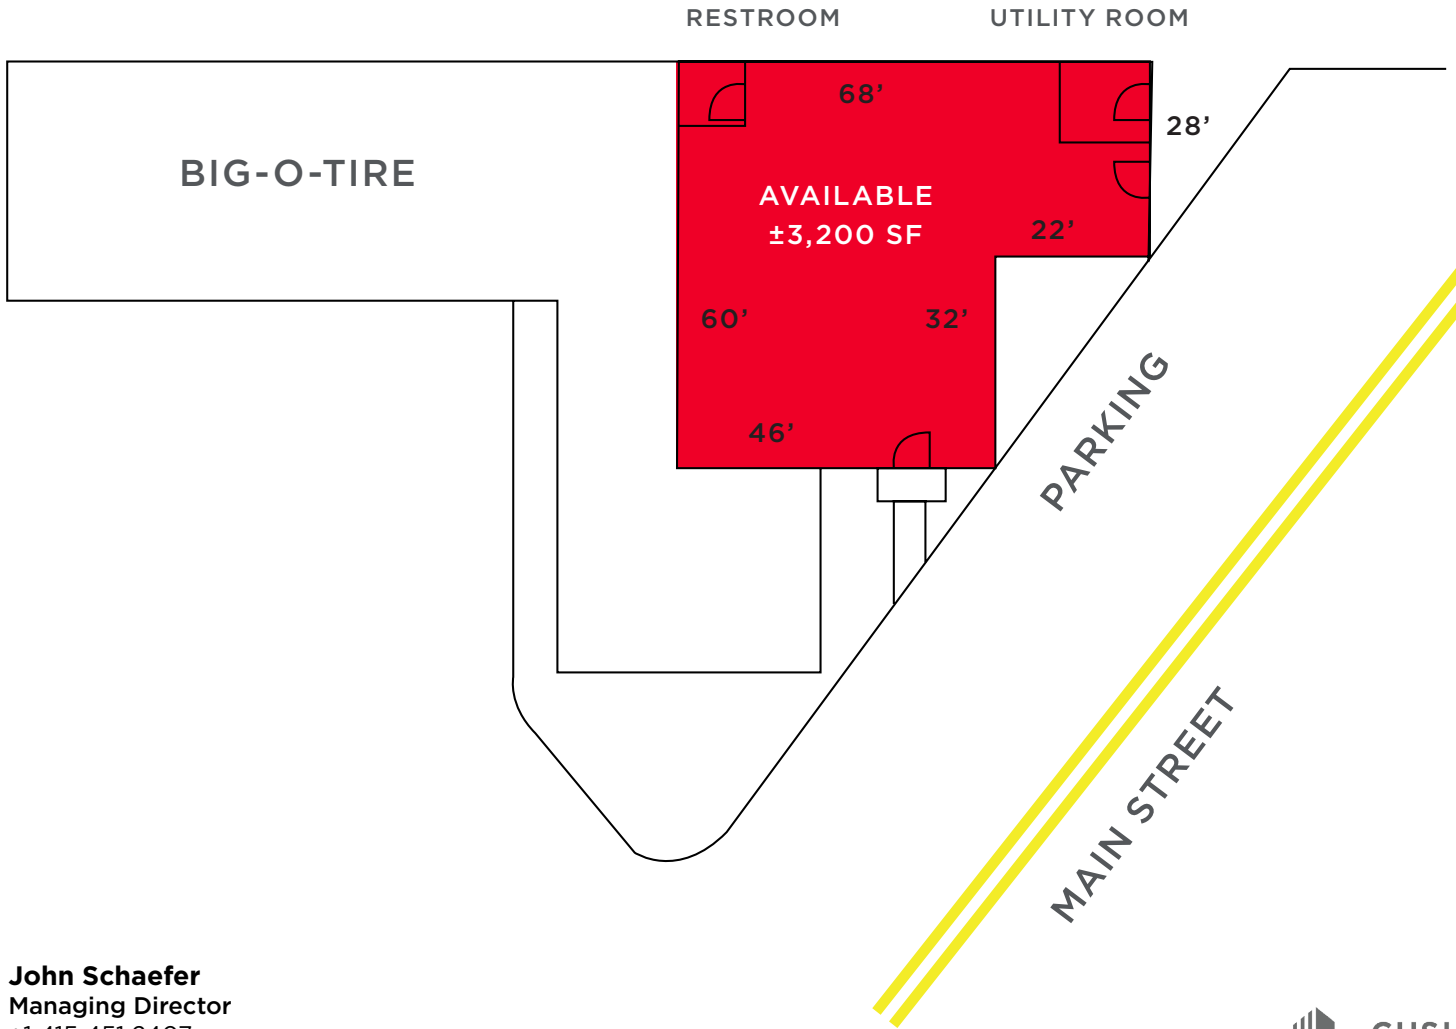 RESTROOM
UTILITY ROOM
68’
28’
BIG-O-TIRE
AVAILABLE
±3,200 SF
22’
60’
32’
46’
PARKING
MAIN STREET
John Schaefer
Managing Director